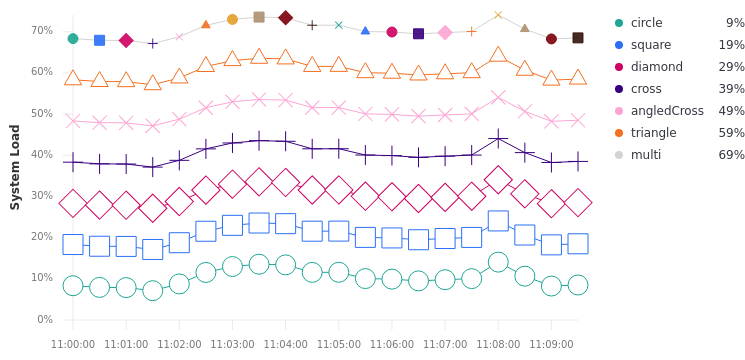 70%
60%
50%
40%
30%
20%
10%
0%
System Load
11:00:00 11:01:00 11:02:00 11:03:00 11:04:00 11:05:00 11:06:00 11:07:00 11:08:00 11:09:00
circle 9%
square 19%
diamond 29%
cross 39%
angledCross 49%
triangle 59%
multi 69%